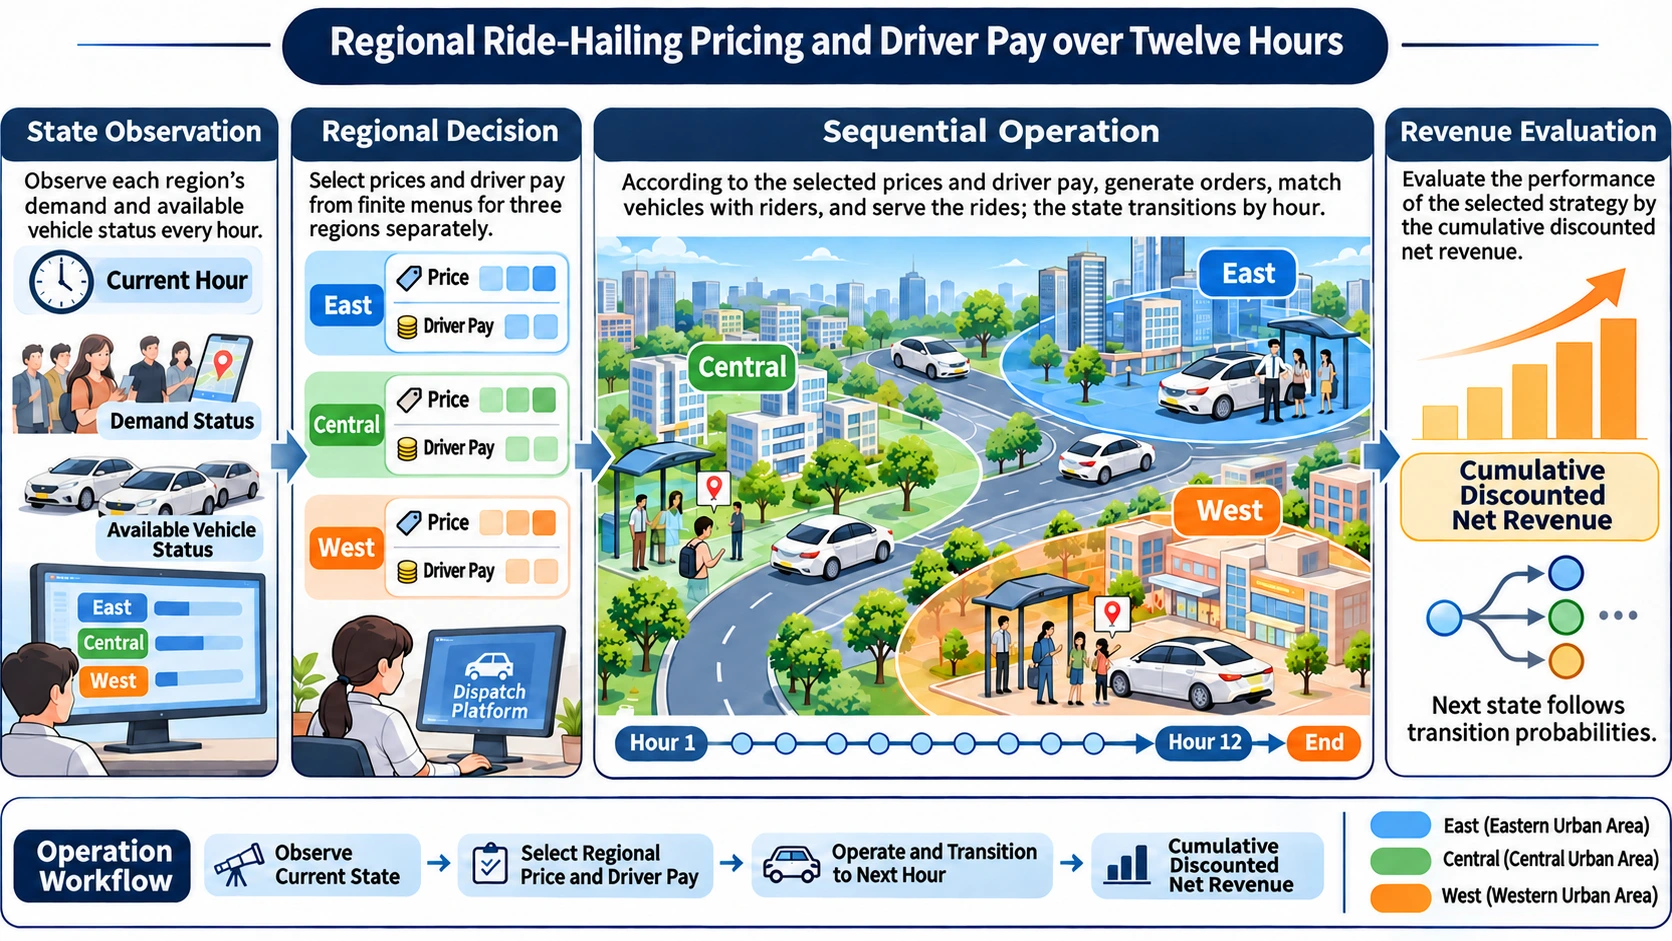 Regional Ride-Hailing Pricing and Driver Pay over Twelve Hours
State Observation
Observe each region's
demand and available
vehicle status every hour.
Current Hour
Demand Status
Available Vehicle
Status
East
Central
West
Regional Decision
Select prices and driver pay
from finite menus for three
regions separately.
East
Price
Driver Pay
Central
Price
Driver Pay
West
Price
Driver Pay
Dispatch
Platform
Sequential Operation
According to the selected prices and driver pay, generate orders, match
vehicles with riders, and serve the rides; the state transitions by hour.
East
Central
West
Hour 1
Hour 12
End
Revenue Evaluation
Evaluate the performance
of the selected strategy by
the cumulative discounted
net revenue.
Cumulative
Discounted
Net Revenue
Next state follows
transition probabilities.
Operation
Workflow
Observe
Current State
Select Regional
Price and Driver Pay
Operate and Transition
to Next Hour
Cumulative
Discounted
Net Revenue
East (Eastern Urban Area)
Central (Central Urban Area)
West (Western Urban Area)